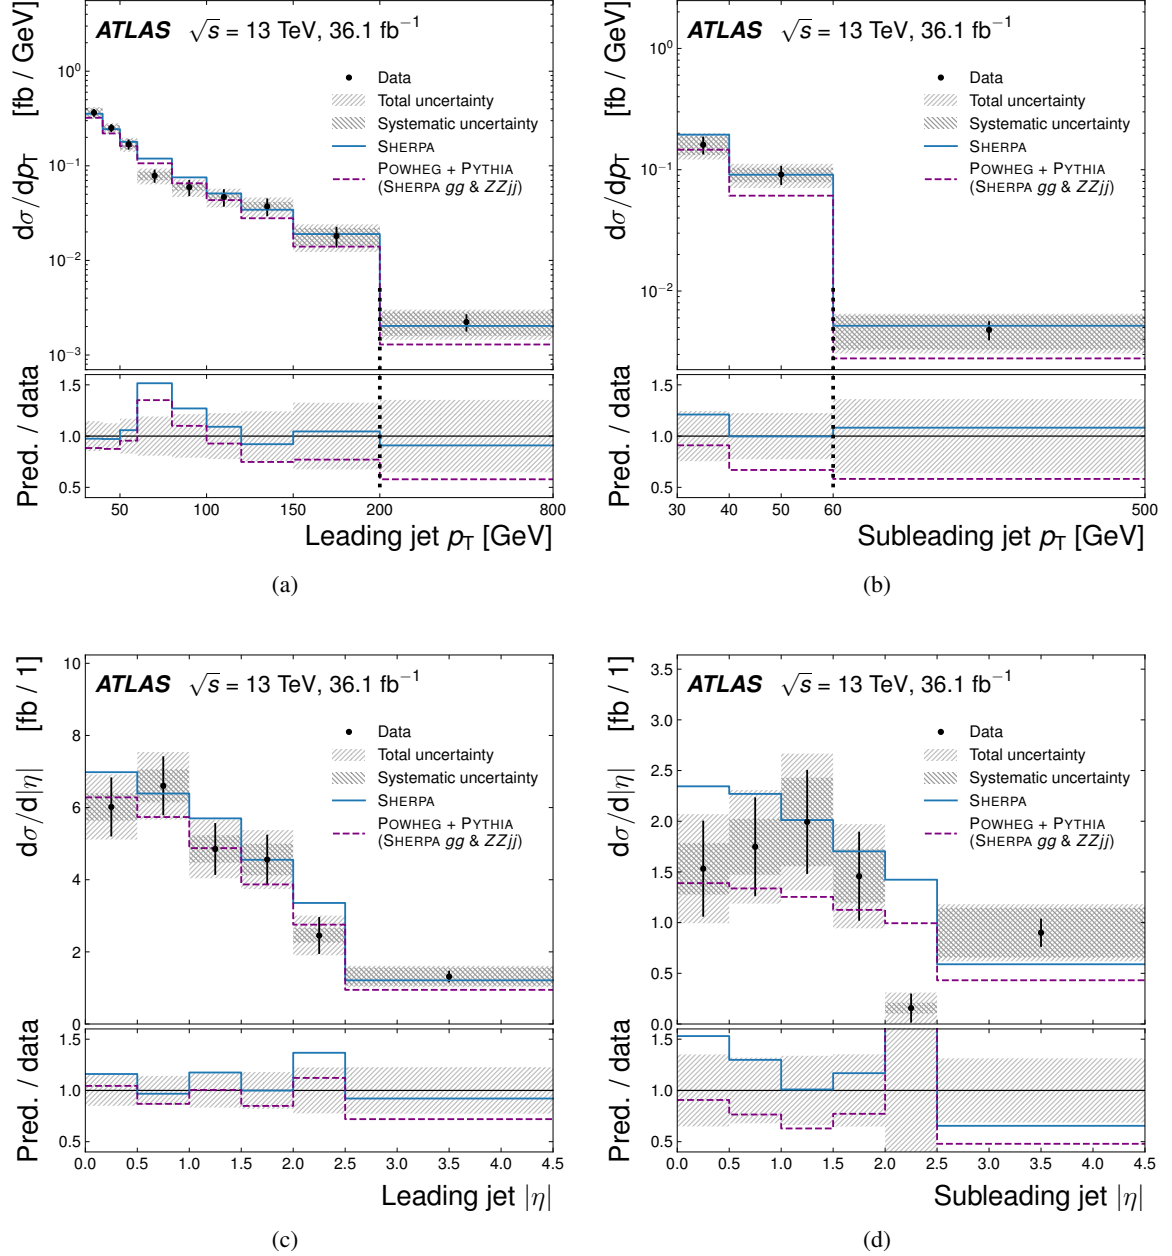 ATLAS √s = 13 TeV, 36.1 fb⁻¹
dσ/dpT [fb / GeV]
10⁰
10⁻¹
10⁻²
10⁻³
Data
Total uncertainty
Systematic uncertainty
SHERPA
POWHEG + PYTHIA
(SHERPA gg & ZZjj)
Pred. / data
1.5
1.0
0.5
50 100 150 200 800
Leading jet pT [GeV]
(a)
ATLAS √s = 13 TeV, 36.1 fb⁻¹
dσ/dpT [fb / GeV]
10⁰
10⁻¹
10⁻²
Data
Total uncertainty
Systematic uncertainty
SHERPA
POWHEG + PYTHIA
(SHERPA gg & ZZjj)
Pred. / data
1.5
1.0
0.5
30 40 50 60 500
Subleading jet pT [GeV]
(b)
ATLAS √s = 13 TeV, 36.1 fb⁻¹
dσ/d|η| [fb / 1]
10
8
6
4
2
0
Data
Total uncertainty
Systematic uncertainty
SHERPA
POWHEG + PYTHIA
(SHERPA gg & ZZjj)
Pred. / data
1.5
1.0
0.5
0.0 0.5 1.0 1.5 2.0 2.5 3.0 3.5 4.0 4.5
Leading jet |η|
(c)
ATLAS √s = 13 TeV, 36.1 fb⁻¹
dσ/d|η| [fb / 1]
3.5
3.0
2.5
2.0
1.5
1.0
0.5
0.0
Data
Total uncertainty
Systematic uncertainty
SHERPA
POWHEG + PYTHIA
(SHERPA gg & ZZjj)
Pred. / data
1.5
1.0
0.5
0.0 0.5 1.0 1.5 2.0 2.5 3.0 3.5 4.0 4.5
Subleading jet |η|
(d)